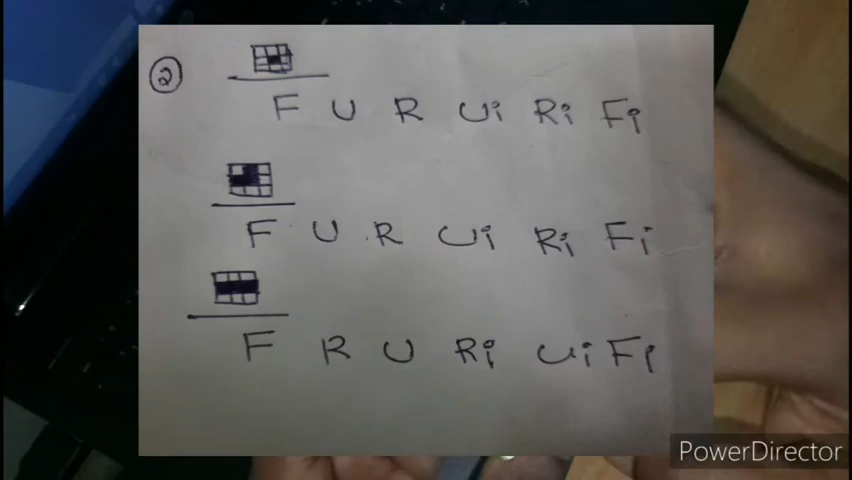 2
F U R Ui Ri Fi
F U R Ui Ri Fi
F R U Ri Ui Fi
PowerDirector